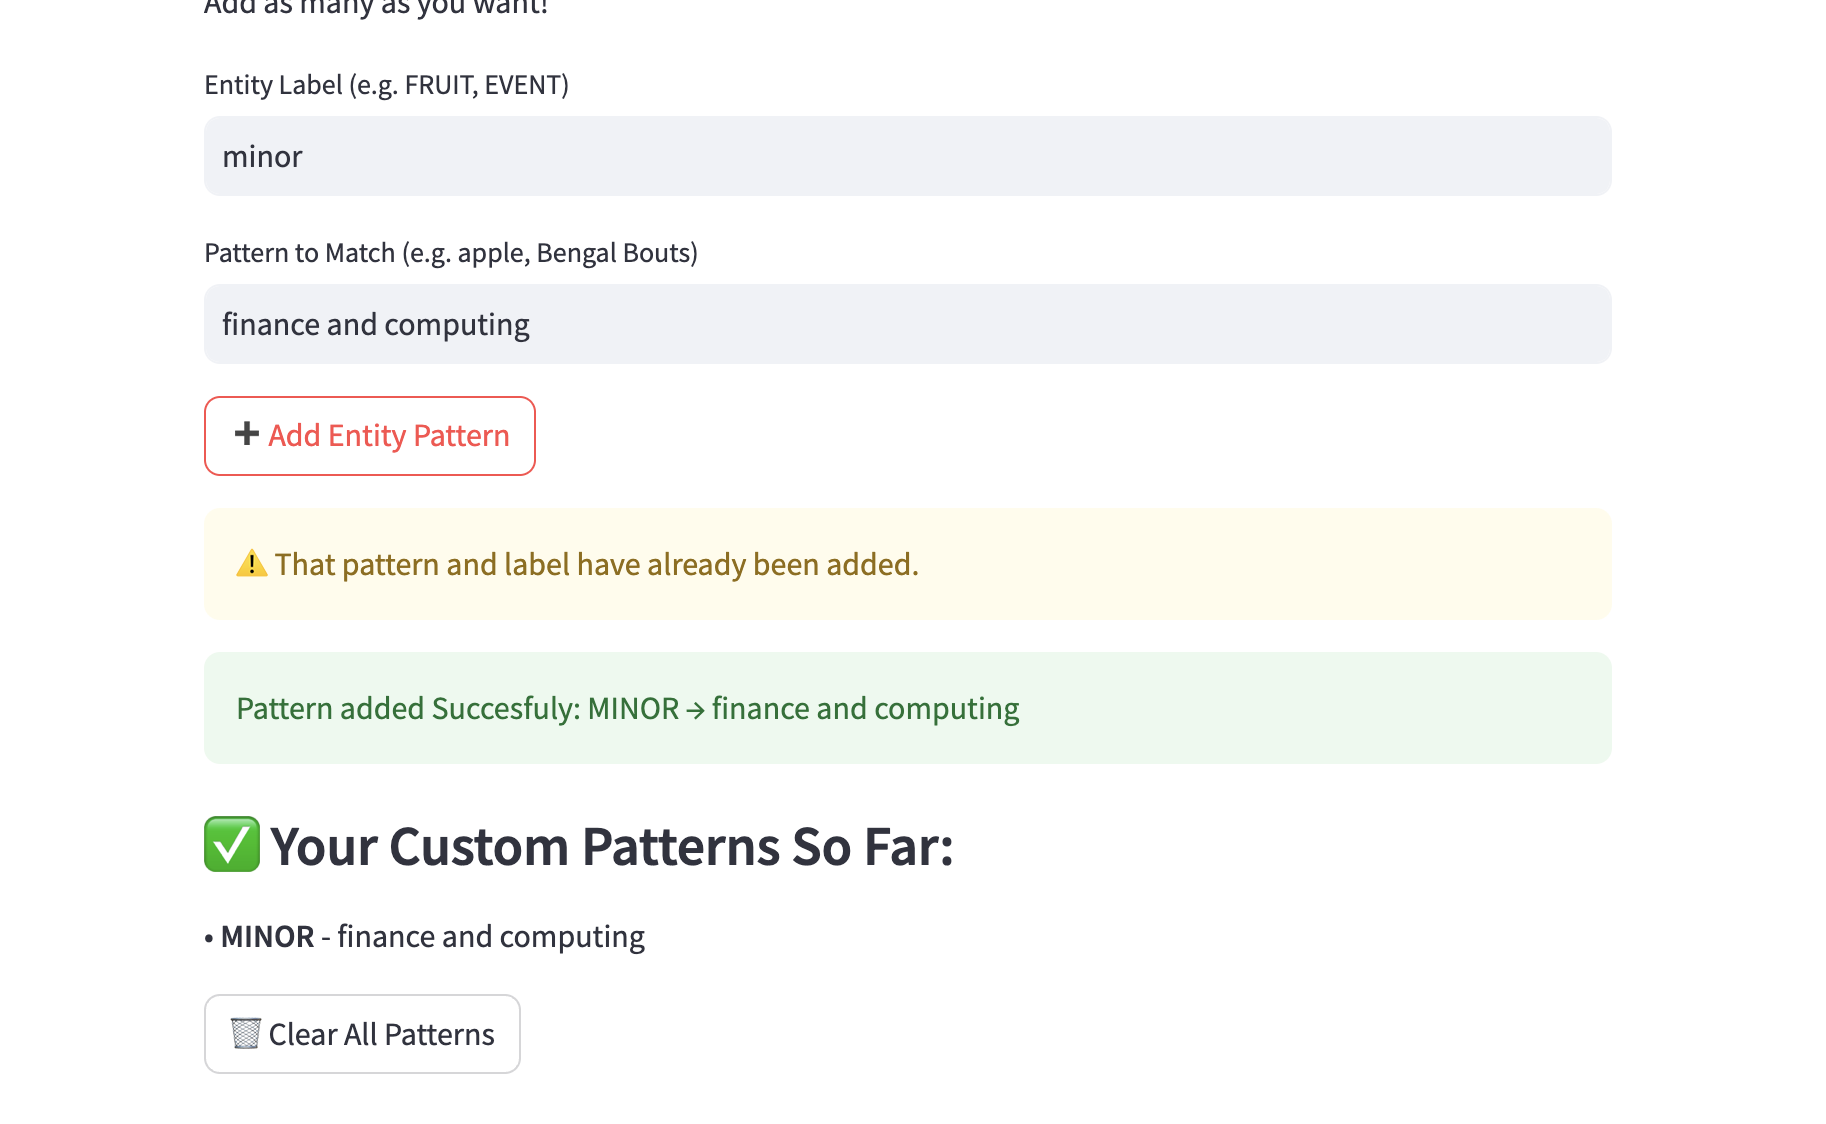 Add as many as you want!
Entity Label (e.g. FRUIT, EVENT)
minor
Pattern to Match (e.g. apple, Bengal Bouts)
finance and computing
➕ Add Entity Pattern
⚠️ That pattern and label have already been added.
Pattern added Succesfuly: MINOR → finance and computing
✅ Your Custom Patterns So Far:
• MINOR - finance and computing
🗑️ Clear All Patterns